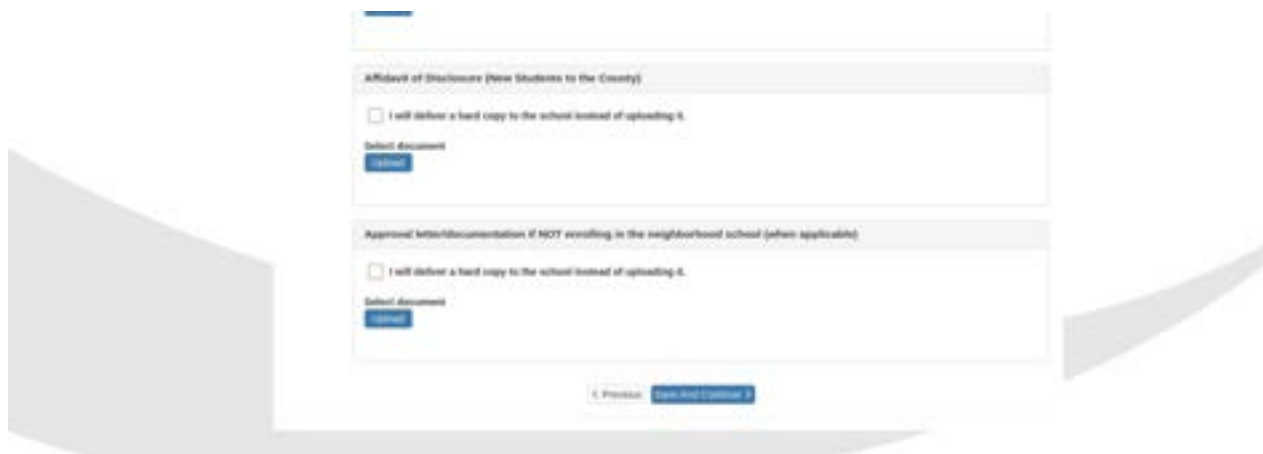 Affidavit of Disclosure (New Students to the County)
I will deliver a hard copy to the school instead of uploading it.
Select document
Upload
Approval letter/documentation if NOT enrolling in the neighborhood school (when applicable)
I will deliver a hard copy to the school instead of uploading it.
Select document
Upload
< Previous Save And Continue >